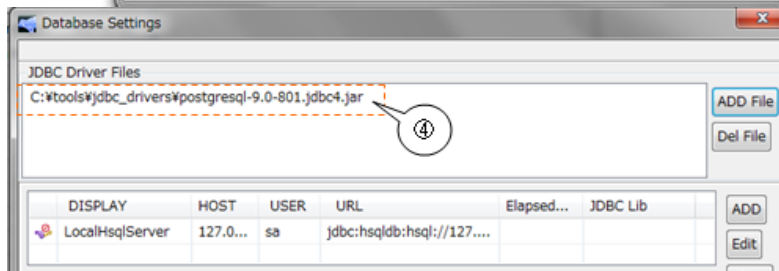 Database Settings
JDBC Driver Files
C:¥tools¥jdbc_drivers¥postgresql-9.0-801.jdbc4.jar
④
ADD File
Del File
DISPLAY HOST USER URL Elapsed... JDBC Lib
LocalHsqlServer 127.0... sa jdbc:hsqldb:hsql://127....
ADD
Edit